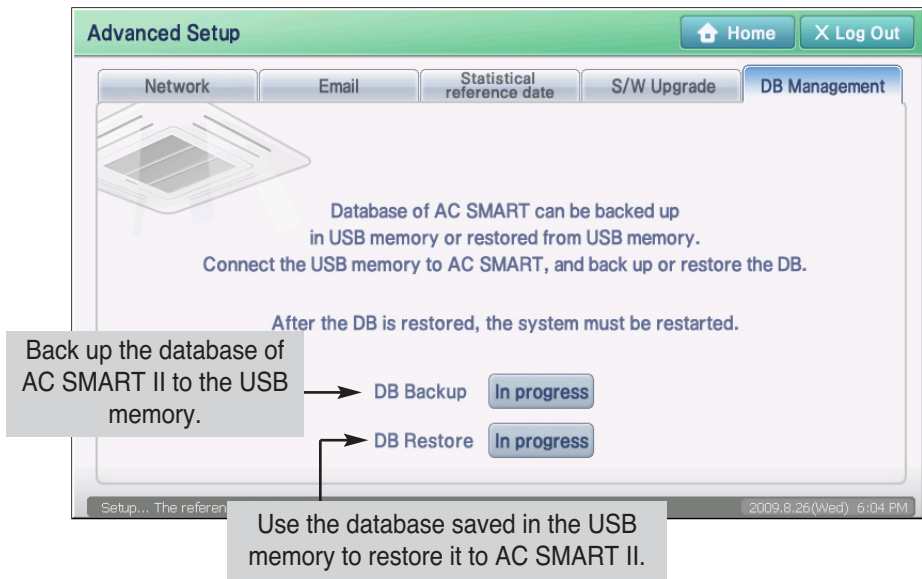 Advanced Setup
Home
X Log Out
Network
Email
Statistical
reference date
S/W Upgrade
DB Management
Database of AC SMART can be backed up
in USB memory or restored from USB memory.
Connect the USB memory to AC SMART, and back up or restore the DB.
After the DB is restored, the system must be restarted.
Back up the database of
AC SMART II to the USB
memory.
DB Backup
In progress
DB Restore
In progress
Setup... The referen
2009.8.26(Wed) 6:04 PM
Use the database saved in the USB
memory to restore it to AC SMART II.